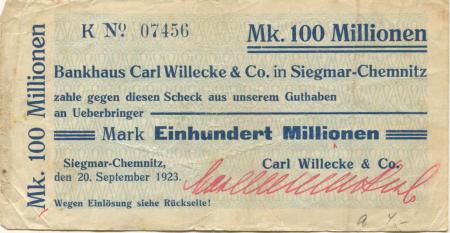 K Nº 07456
Mk. 100 Millionen
Mk. 100 Millionen
Bankhaus Carl Willecke & Co. in Siegmar-Chemnitz
zahle gegen diesen Scheck aus unserem Guthaben
an Ueberbringer
Mark Einhundert Millionen
Siegmar-Chemnitz,
den 20. September 1923.
Carl Willecke & Co.
Wegen Einlösung siehe Rückseite!